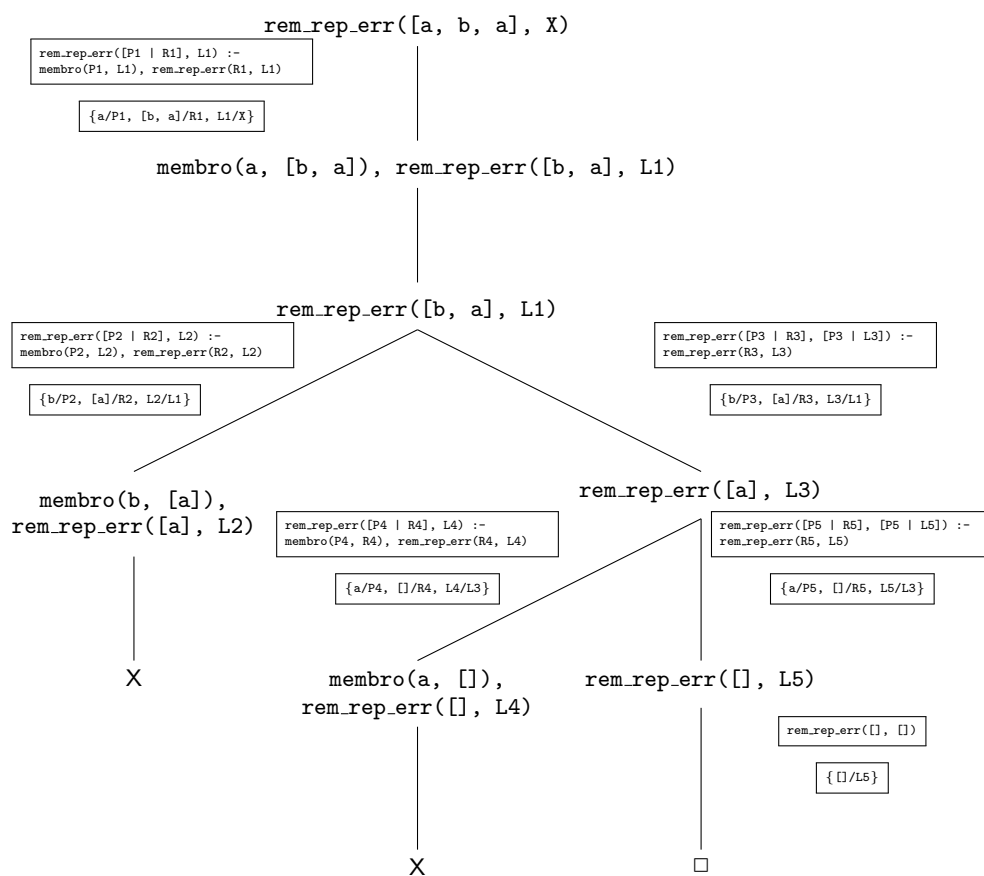 rem_rep_err([a, b, a], X)
rem_rep_err([P1 | R1], L1) :-
membro(P1, L1), rem_rep_err(R1, L1)
{a/P1, [b, a]/R1, L1/X}
membro(a, [b, a]), rem_rep_err([b, a], L1)
rem_rep_err([b, a], L1)
rem_rep_err([P2 | R2], L2) :-
membro(P2, L2), rem_rep_err(R2, L2)
{b/P2, [a]/R2, L2/L1}
rem_rep_err([P3 | R3], [P3 | L3]) :-
rem_rep_err(R3, L3)
{b/P3, [a]/R3, L3/L1}
membro(b, [a]),
rem_rep_err([a], L2)
rem_rep_err([a], L3)
rem_rep_err([P4 | R4], L4) :-
membro(P4, R4), rem_rep_err(R4, L4)
{a/P4, []/R4, L4/L3}
rem_rep_err([P5 | R5], [P5 | L5]) :-
rem_rep_err(R5, L5)
{a/P5, []/R5, L5/L3}
X
membro(a, []),
rem_rep_err([], L4)
rem_rep_err([], L5)
rem_rep_err([], [])
{[]/L5}
X
□